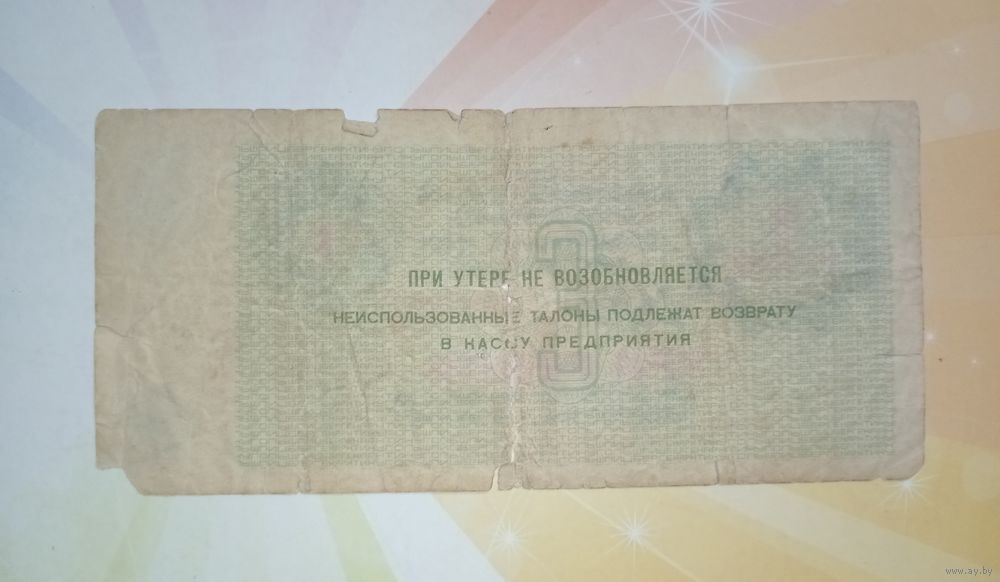 ПРИ УТЕРЕ НЕ ВОЗОБНОВЛЯЕТСЯ
НЕИСПОЛЬЗОВАННЫЕ ТАЛОНЫ ПОДЛЕЖАТ ВОЗВРАТУ
В КАССУ ПРЕДПРИЯТИЯ
3
www.ay.by